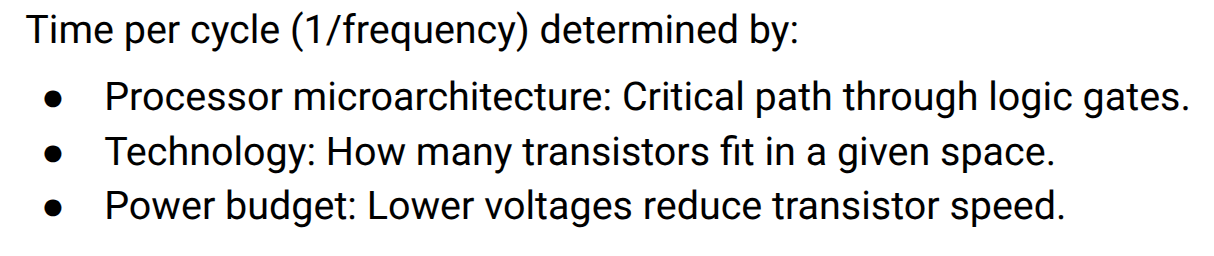 Time per cycle (1/frequency) determined by:
● Processor microarchitecture: Critical path through logic gates.
● Technology: How many transistors fit in a given space.
● Power budget: Lower voltages reduce transistor speed.